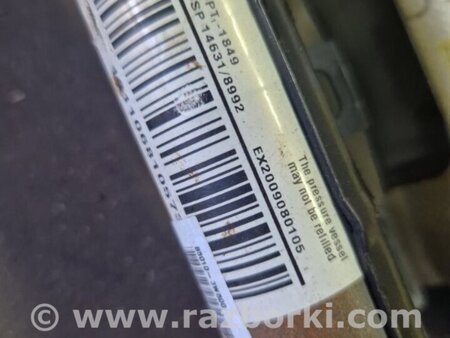 PT.-1849
SP 14631/8992
EX2009080105
The pressure vessel
may not be refilled
www.razborki.com